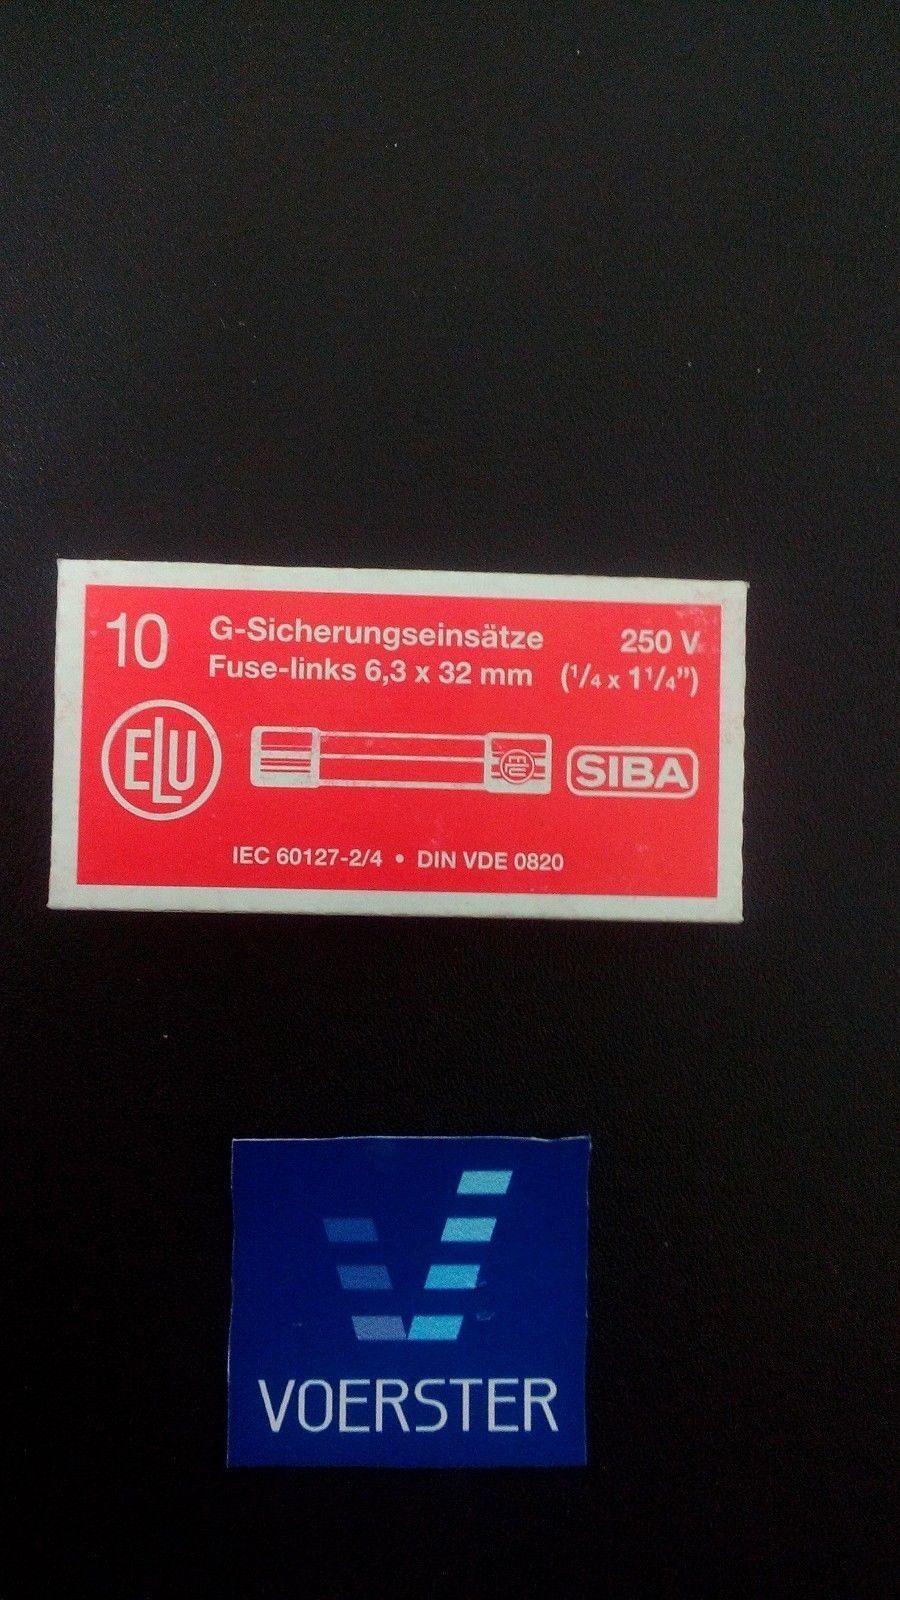 10
G-Sicherungseinsätze 250 V
Fuse-links 6,3 x 32 mm (1/4 x 1 1/4")
ELU
ELU
SIBA
IEC 60127-2/4 • DIN VDE 0820
VOERSTER